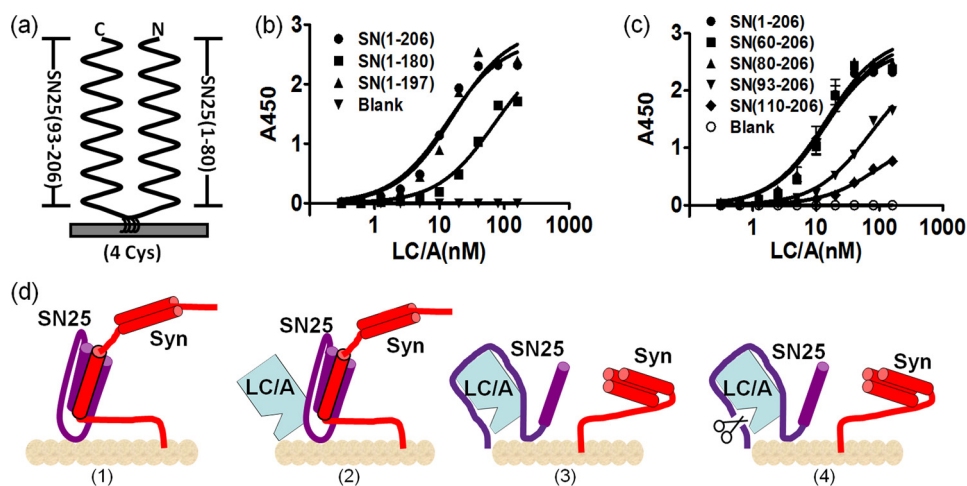 (a)
C N
SN25(93-206)
SN25(1-80)
(4 Cys)
(b)
A450
3
2
1
0
SN(1-206)
SN(1-180)
SN(1-197)
Blank
1 10 100 1000
LC/A(nM)
(c)
A450
3
2
1
0
SN(1-206)
SN(60-206)
SN(80-206)
SN(93-206)
SN(110-206)
Blank
1 10 100 1000
LC/A(nM)
(d)
SN25
Syn
(1)
SN25
Syn
LC/A
(2)
SN25
Syn
LC/A
(3)
SN25
Syn
LC/A
(4)